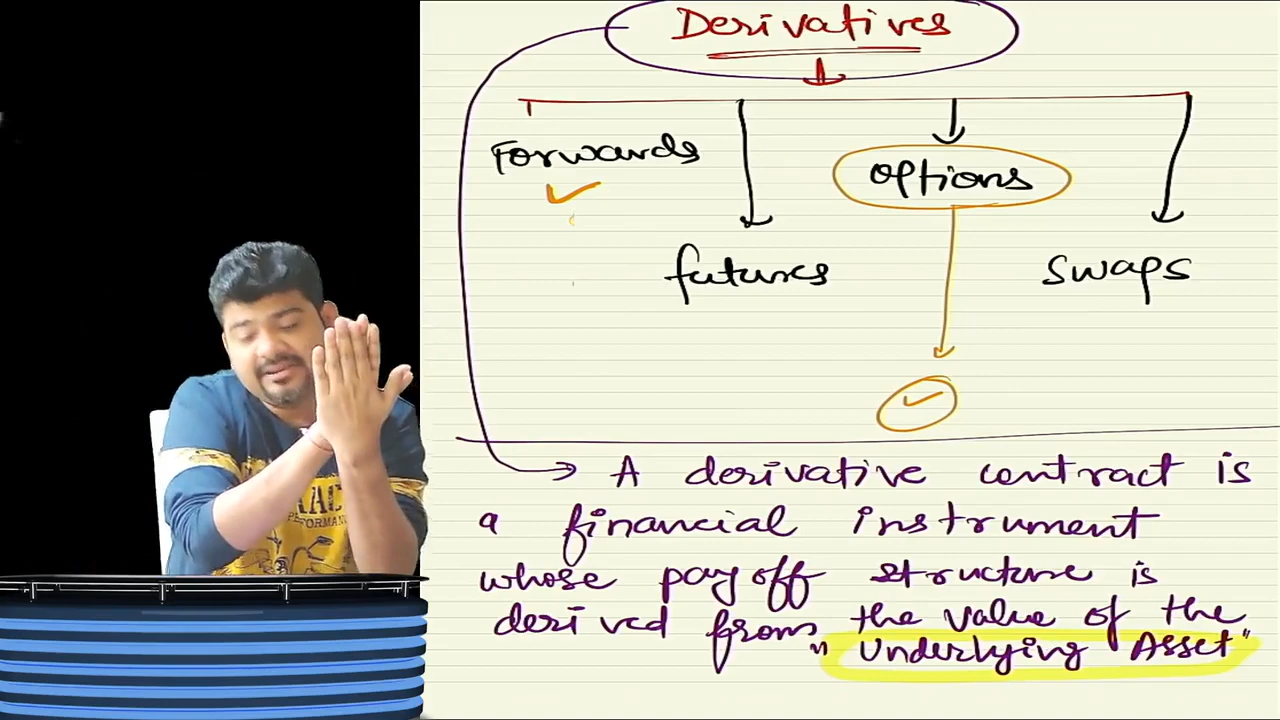 Derivatives
Forwards
options
futures
swaps
A derivative contract is
a financial instrument
whose payoff structure is
derived from the value of the
"Underlying Asset"
PERFORMAN